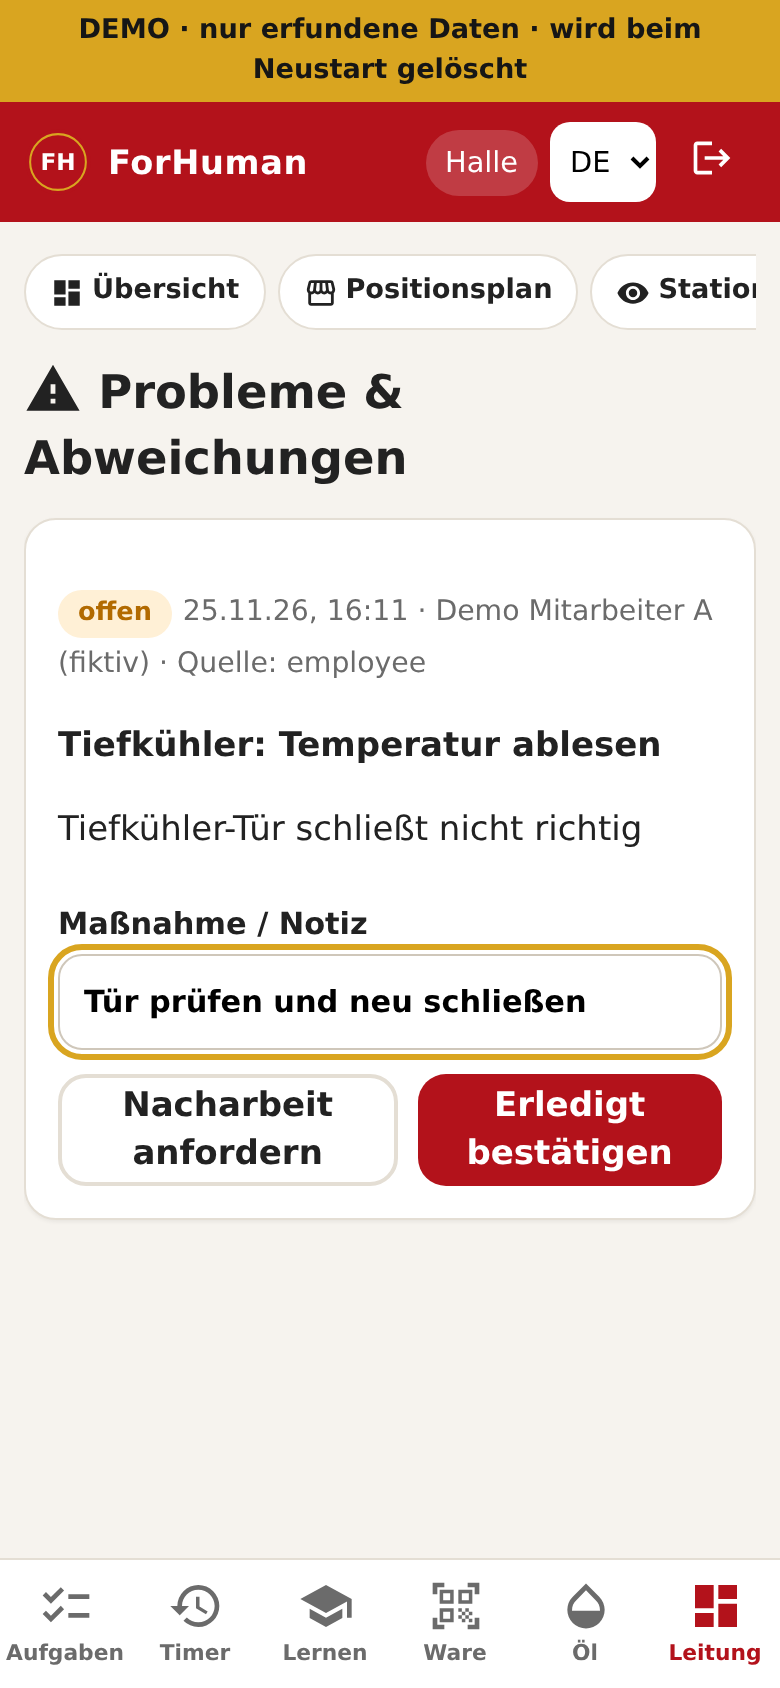 DEMO · nur erfundene Daten · wird beim
Neustart gelöscht
FH ForHuman Halle DE
Übersicht Positionsplan
Probleme &
Abweichungen
offen 25.11.26, 16:11 · Demo Mitarbeiter A
(fiktiv) · Quelle: employee
Tiefkühler: Temperatur ablesen
Tiefkühler-Tür schließt nicht richtig
Maßnahme / Notiz
Tür prüfen und neu schließen
Nacharbeit
anfordern
Erledigt
bestätigen
Aufgaben Timer Lernen Ware Öl Leitung